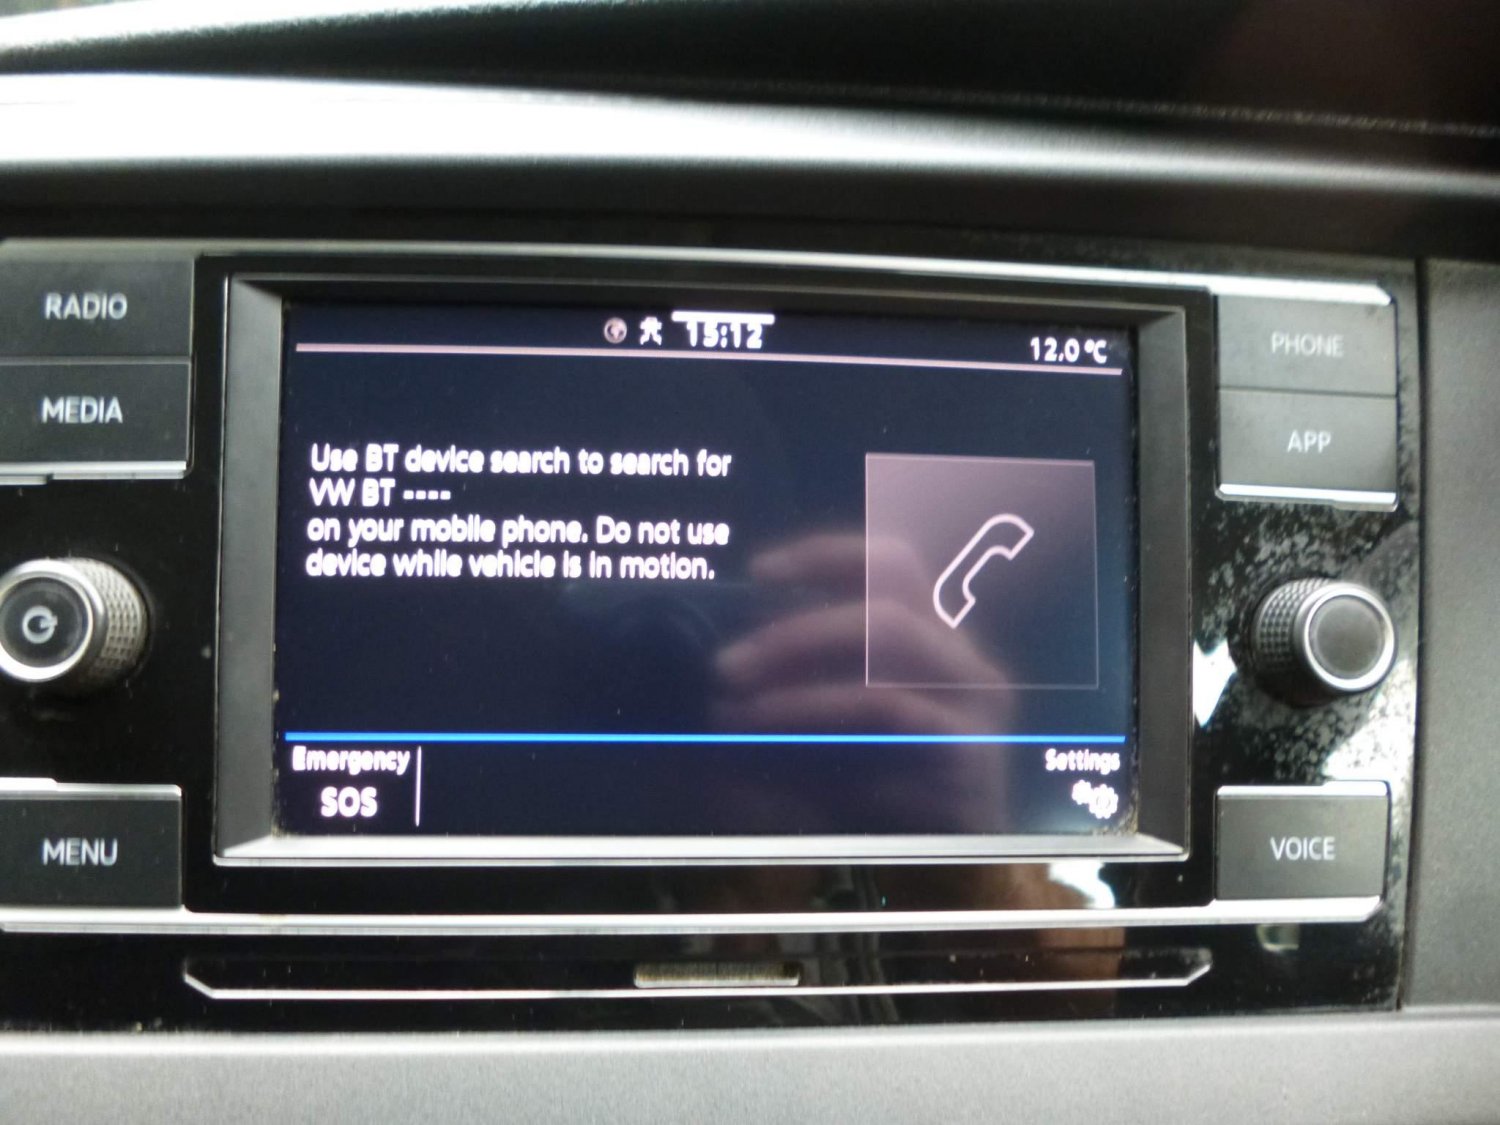 RADIO
MEDIA
MENU
15:12
12.0°C
Use BT device search to search for
VW BT ----
on your mobile phone. Do not use
device while vehicle is in motion.
Emergency
SOS
Settings
PHONE
APP
VOICE